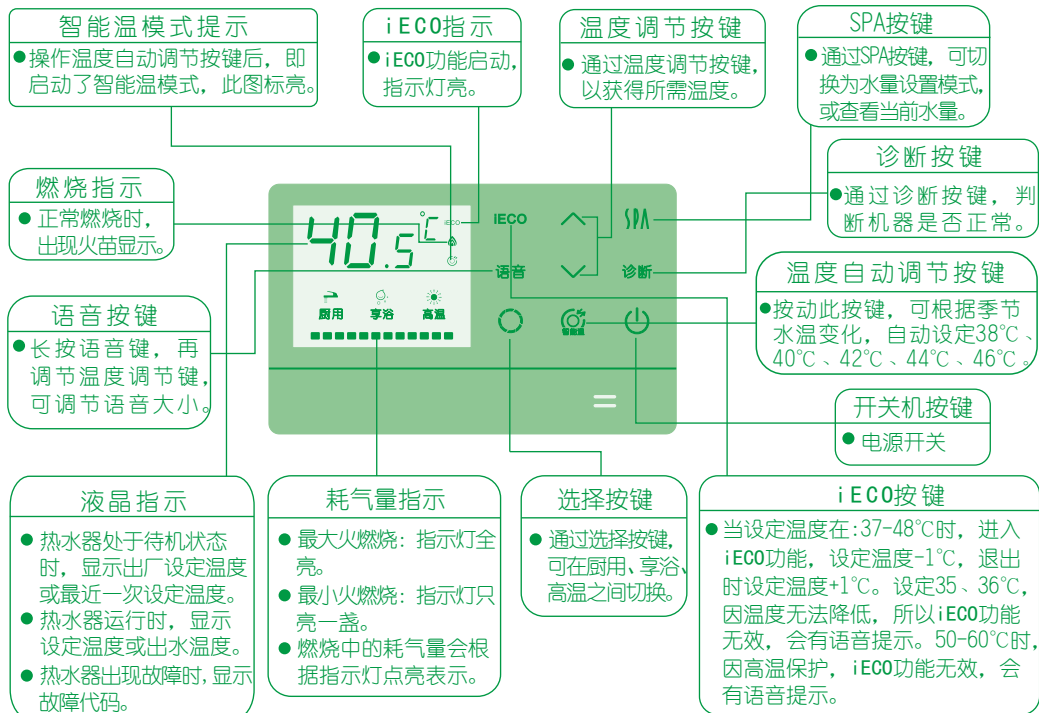 智能温模式提示
●操作温度自动调节按键后，即
启动了智能温模式，此图标亮。
iECO指示
●iECO功能启动，
指示灯亮。
温度调节按键
●通过温度调节按键，
以获得所需温度。
SPA按键
●通过SPA按键，可切
换为水量设置模式，
或查看当前水量。
燃烧指示
●正常燃烧时，
出现火苗显示。
诊断按键
●通过诊断按键，判
断机器是否正常。
语音按键
●长按语音键，再
调节温度调节键，
可调节语音大小。
温度自动调节按键
●按动此按键，可根据季节
水温变化，自动设定38℃、
40℃、42℃、44℃、46℃。
开关机按键
●电源开关
40.5℃
iECO
厨用 享浴 高温
IECO
SPA
语音
诊断
智能温
液晶指示
●热水器处于待机状态
时，显示出厂设定温度
或最近一次设定温度。
●热水器运行时，显示
设定温度或出水温度。
●热水器出现故障时，显示
故障代码。
耗气量指示
●最大火燃烧：指示灯全
亮。
●最小火燃烧：指示灯只
亮一盏。
●燃烧中的耗气量会根
据指示灯点亮表示。
选择按键
●通过选择按键，
可在厨用、享浴、
高温之间切换。
iECO按键
●当设定温度在:37-48℃时，进入
iECO功能，设定温度-1℃，退出
时设定温度+1℃。设定35、36℃，
因温度无法降低，所以iECO功能
无效，会有语音提示。50-60℃时，
因高温保护，iECO功能无效，会
有语音提示。